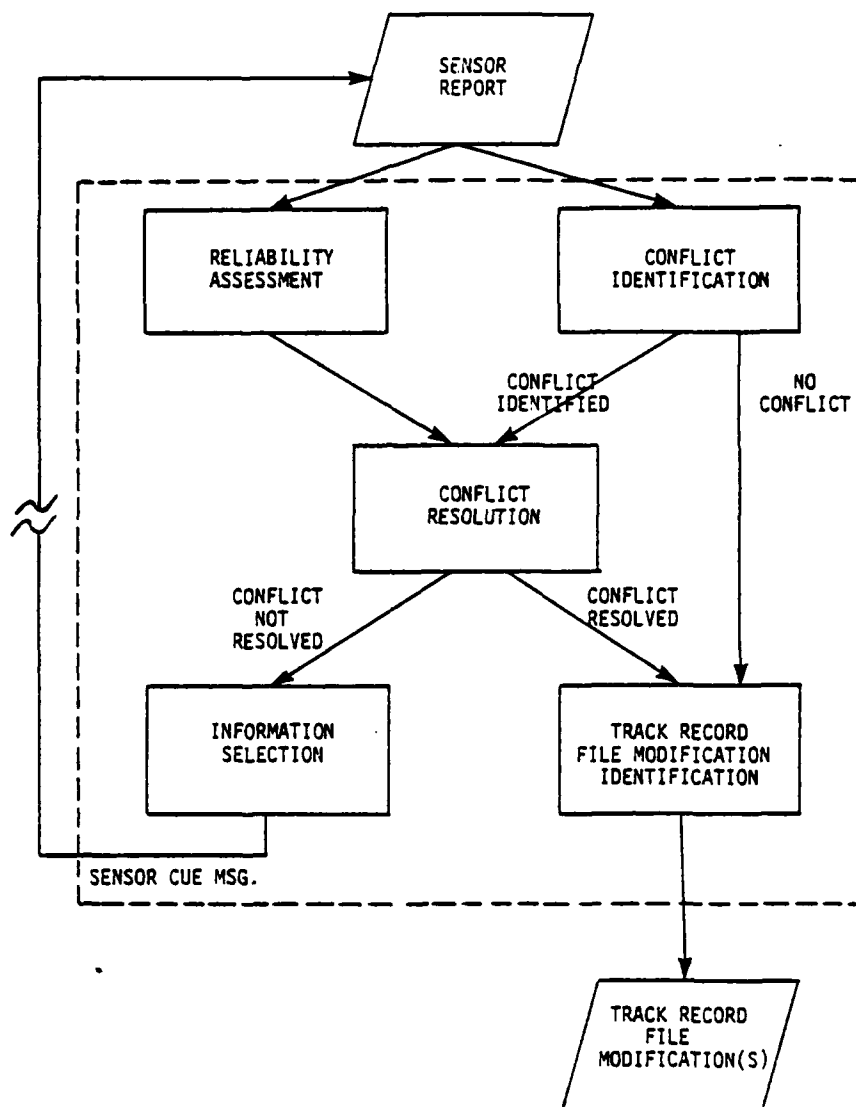 SENSOR
REPORT
RELIABILITY
ASSESSMENT
CONFLICT
IDENTIFICATION
CONFLICT
IDENTIFIED
NO
CONFLICT
CONFLICT
RESOLUTION
CONFLICT
NOT
RESOLVED
CONFLICT
RESOLVED
INFORMATION
SELECTION
TRACK RECORD
FILE MODIFICATION
IDENTIFICATION
SENSOR CUE MSG.
TRACK RECORD
FILE
MODIFICATION(S)